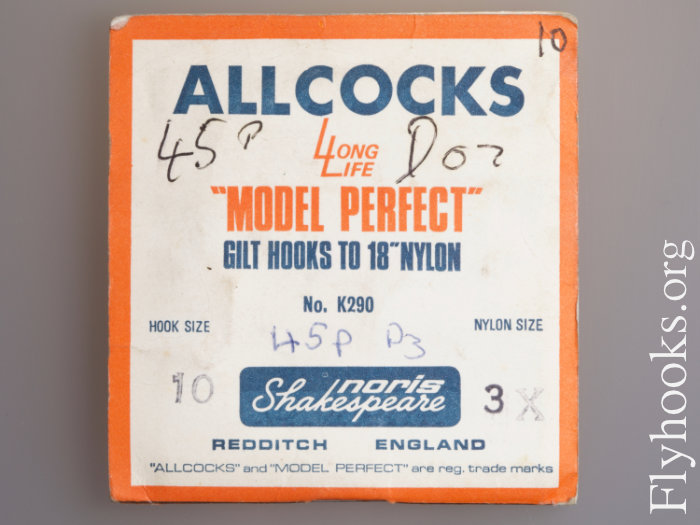 10
ALLCOCKS
45P Doz
LONG
LIFE
"MODEL PERFECT"
GILT HOOKS TO 18" NYLON
No. K290
HOOK SIZE NYLON SIZE
45p Dz
10 3X
noris
Shakespeare
REDDITCH ENGLAND
"ALLCOCKS" and "MODEL PERFECT" are reg. trade marks
Flyhooks.org